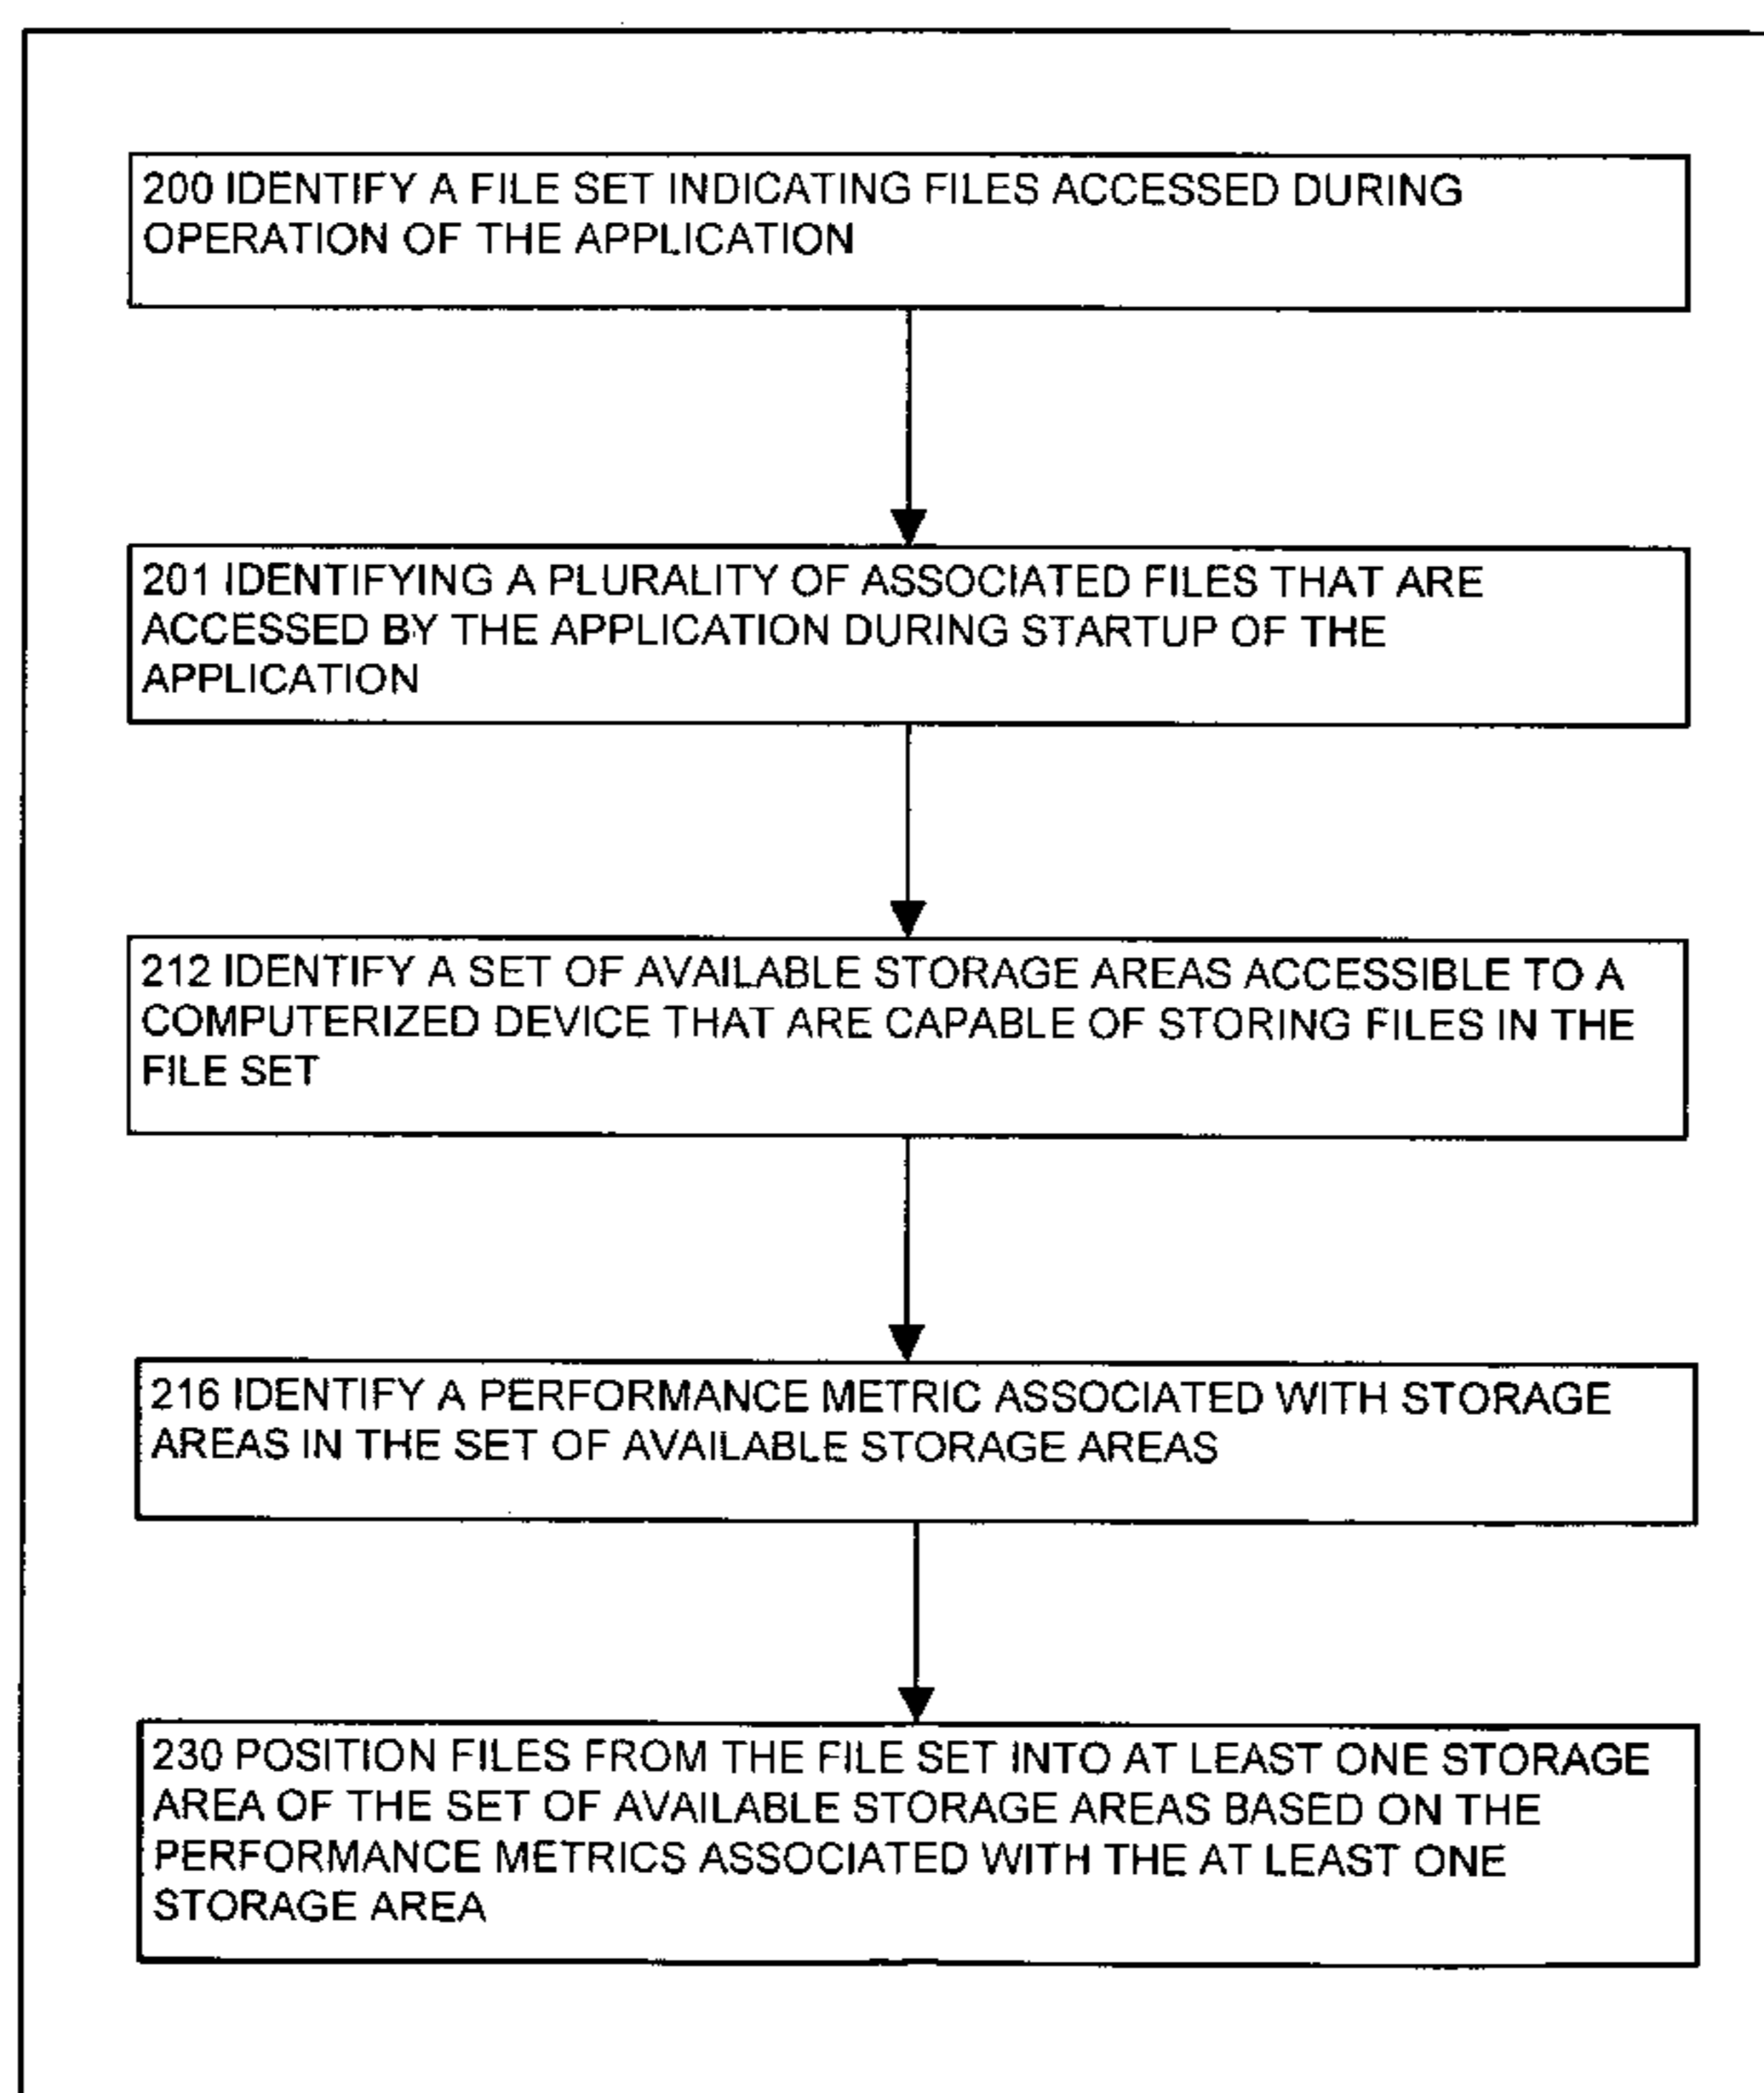 200 IDENTIFY A FILE SET INDICATING FILES ACCESSED DURING
OPERATION OF THE APPLICATION
201 IDENTIFYING A PLURALITY OF ASSOCIATED FILES THAT ARE
ACCESSED BY THE APPLICATION DURING STARTUP OF THE
APPLICATION
212 IDENTIFY A SET OF AVAILABLE STORAGE AREAS ACCESSIBLE TO A
COMPUTERIZED DEVICE THAT ARE CAPABLE OF STORING FILES IN THE
FILE SET
216 IDENTIFY A PERFORMANCE METRIC ASSOCIATED WITH STORAGE
AREAS IN THE SET OF AVAILABLE STORAGE AREAS
230 POSITION FILES FROM THE FILE SET INTO AT LEAST ONE STORAGE
AREA OF THE SET OF AVAILABLE STORAGE AREAS BASED ON THE
PERFORMANCE METRICS ASSOCIATED WITH THE AT LEAST ONE
STORAGE AREA